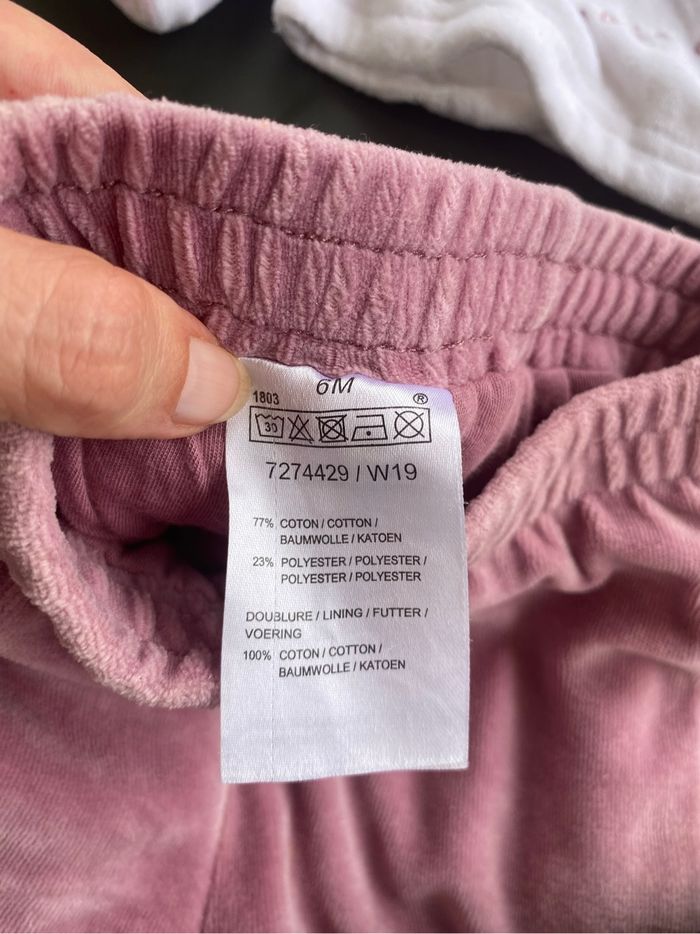 6M
1803 ®
30
7274429 / W19
77% COTON / COTTON /
BAUMWOLLE / KATOEN
23% POLYESTER / POLYESTER /
POLYESTER / POLYESTER
DOUBLURE / LINING / FUTTER /
VOERING
100% COTON / COTTON /
BAUMWOLLE / KATOEN